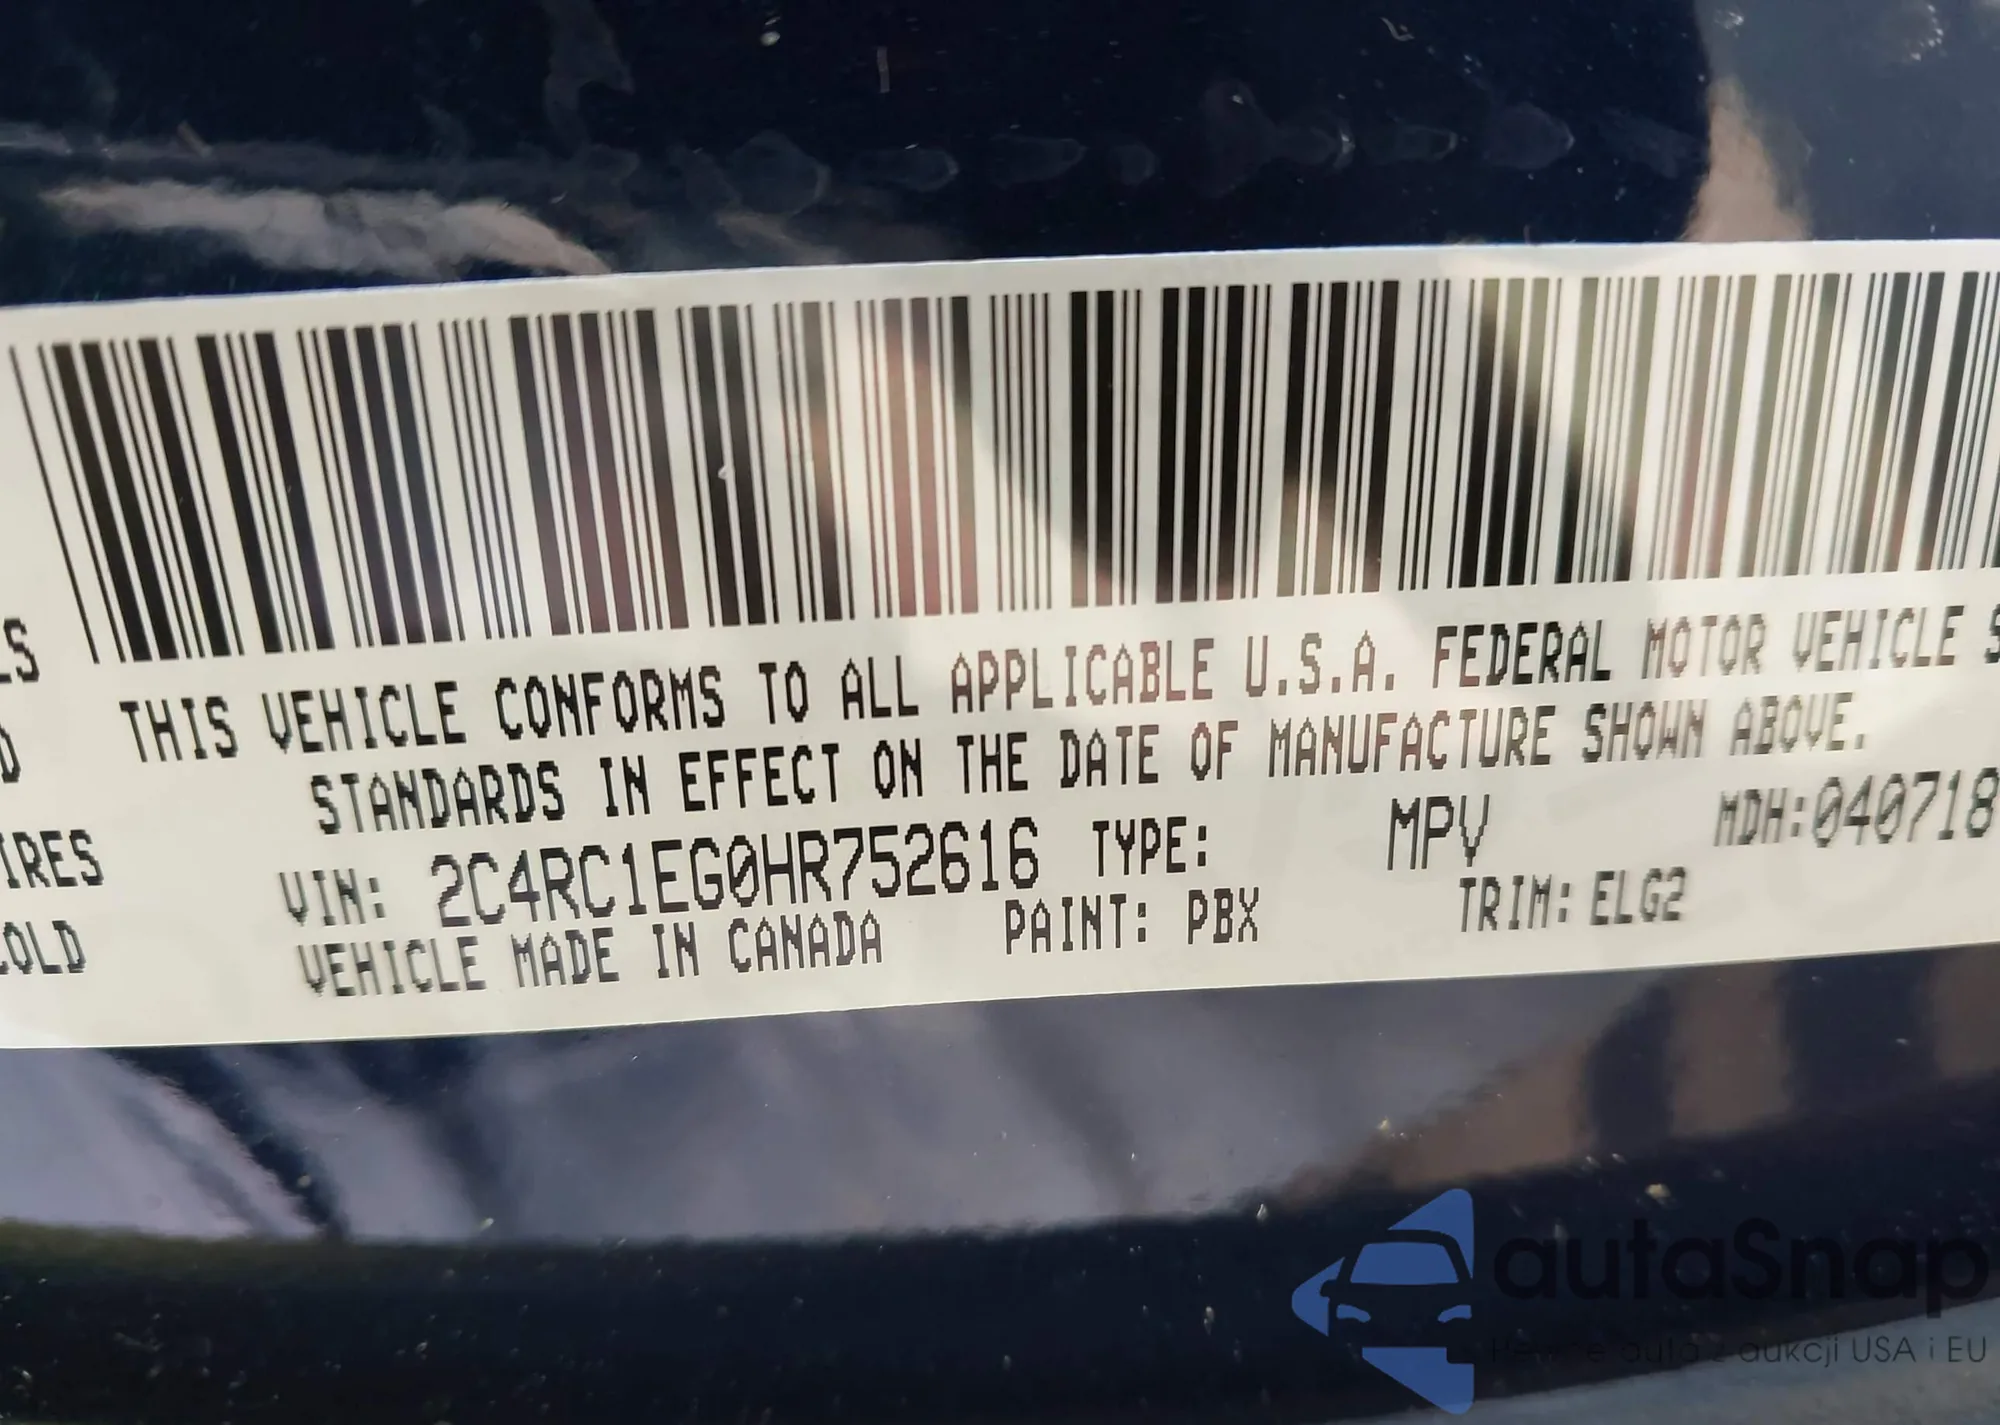 LS
THIS VEHICLE CONFORMS TO ALL APPLICABLE U.S.A. FEDERAL MOTOR VEHICLE S
STANDARDS IN EFFECT ON THE DATE OF MANUFACTURE SHOWN ABOVE.
D
VIN: 2C4RC1EG0HR752616 TYPE: MPV MDH:040718
IRES
VEHICLE MADE IN CANADA PAINT: PBX TRIM: ELG2
COLD
autaSnap
auta z aukcji USA i EU